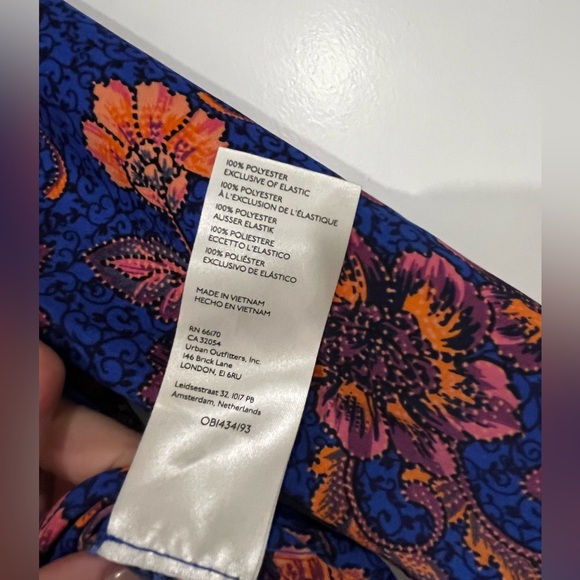 100% POLYESTER
EXCLUSIVE OF ELASTIC
100% POLYESTER
À L'EXCLUSION DE L'ÉLASTIQUE
100% POLYESTER
AUSSER ELASTIK
100% POLIESTERE
ECCETTO L'ELASTICO
100% POLIÉSTER
EXCLUSIVO DE ELÁSTICO
MADE IN VIETNAM
HECHO EN VIETNAM
RN 66170
CA 32054
Urban Outfitters, Inc.
146 Brick Lane
LONDON, E1 6RU
Leidsestraat 32, 1017 PB
Amsterdam, Netherlands
OB1434193